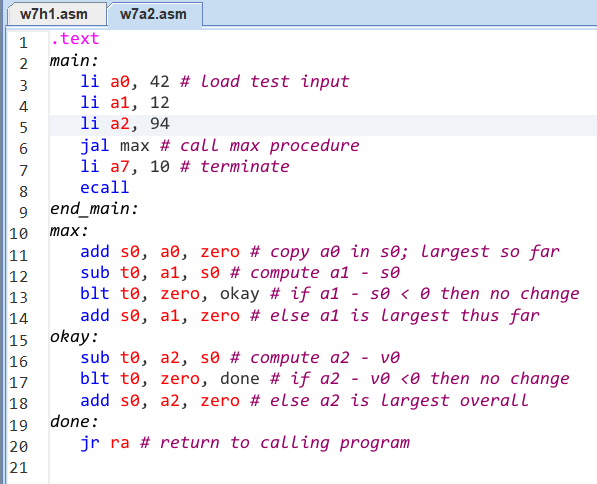 w7h1.asm w7a2.asm
1 .text
2 main:
3 li a0, 42 # load test input
4 li a1, 12
5 li a2, 94
6 jal max # call max procedure
7 li a7, 10 # terminate
8 ecall
9 end_main:
10 max:
11 add s0, a0, zero # copy a0 in s0; largest so far
12 sub t0, a1, s0 # compute a1 - s0
13 blt t0, zero, okay # if a1 - s0 < 0 then no change
14 add s0, a1, zero # else a1 is largest thus far
15 okay:
16 sub t0, a2, s0 # compute a2 - v0
17 blt t0, zero, done # if a2 - v0 <0 then no change
18 add s0, a2, zero # else a2 is largest overall
19 done:
20 jr ra # return to calling program
21